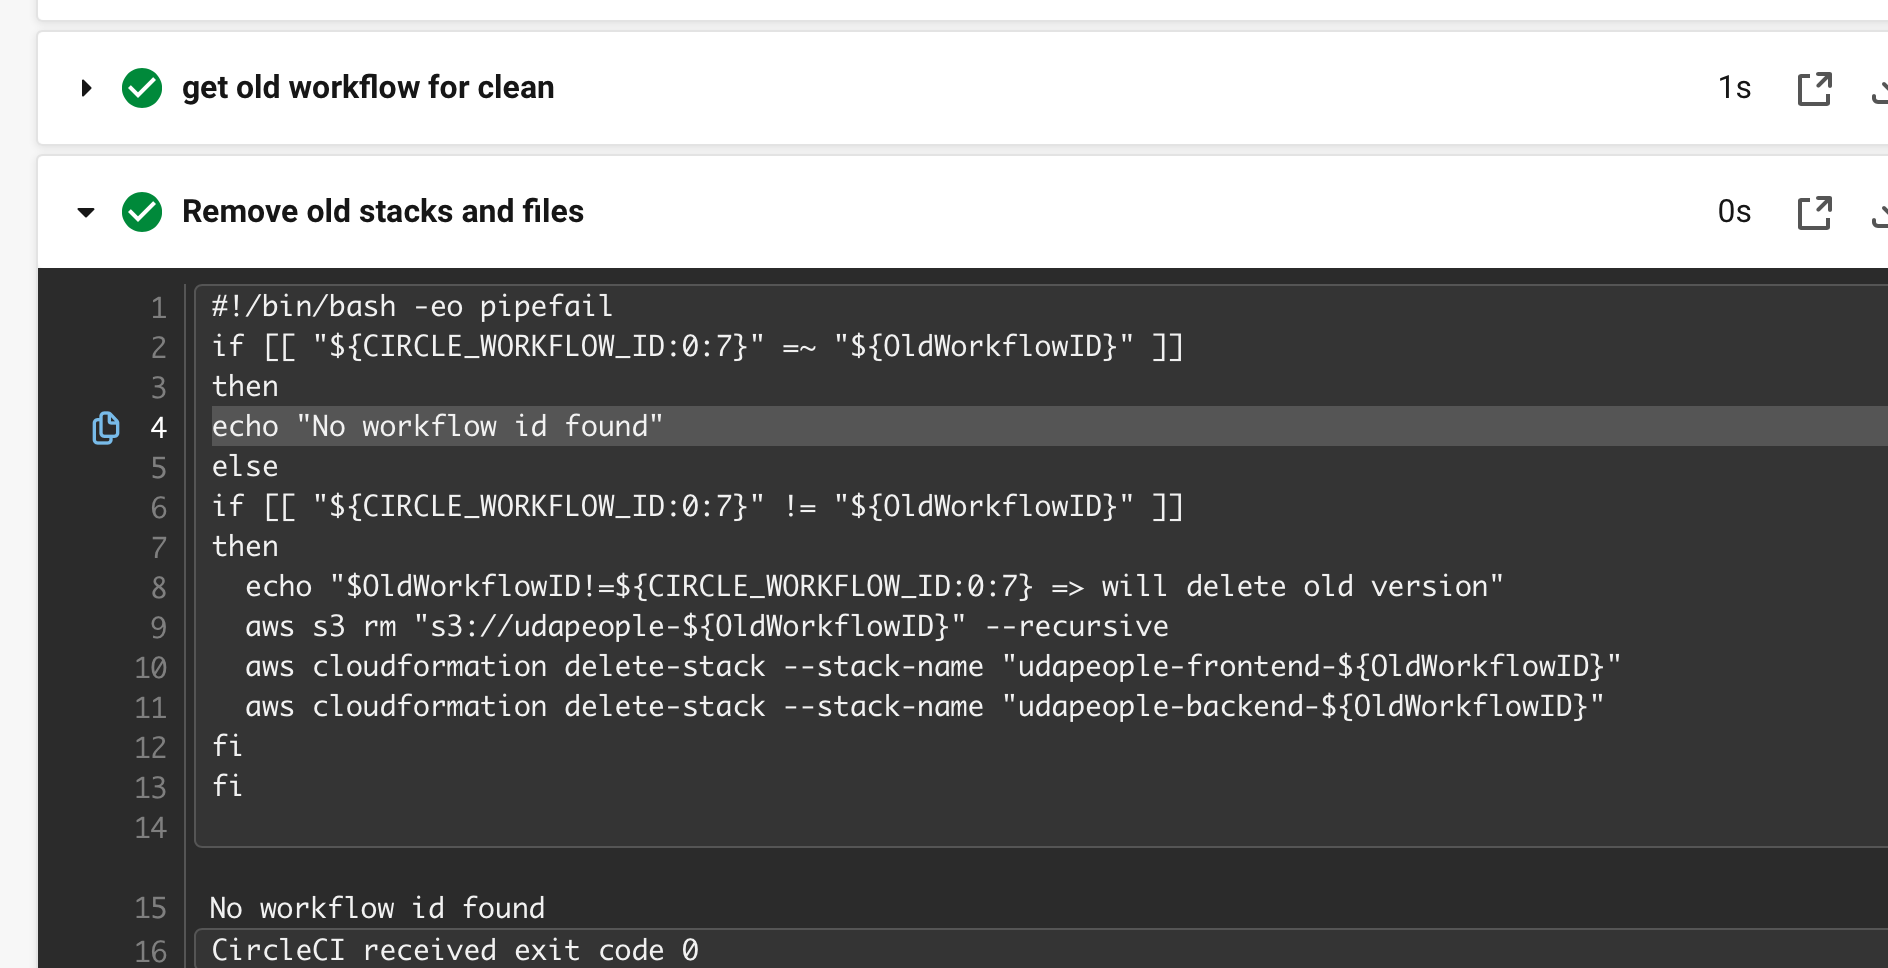 get old workflow for clean 1s
Remove old stacks and files 0s
1 #!/bin/bash -eo pipefail
2 if [[ "${CIRCLE_WORKFLOW_ID:0:7}" =~ "${OldWorkflowID}" ]]
3 then
4 echo "No workflow id found"
5 else
6 if [[ "${CIRCLE_WORKFLOW_ID:0:7}" != "${OldWorkflowID}" ]]
7 then
8   echo "$OldWorkflowID!=${CIRCLE_WORKFLOW_ID:0:7} => will delete old version"
9   aws s3 rm "s3://udapeople-${OldWorkflowID}" --recursive
10   aws cloudformation delete-stack --stack-name "udapeople-frontend-${OldWorkflowID}"
11   aws cloudformation delete-stack --stack-name "udapeople-backend-${OldWorkflowID}"
12 fi
13 fi
14
15 No workflow id found
16 CircleCI received exit code 0